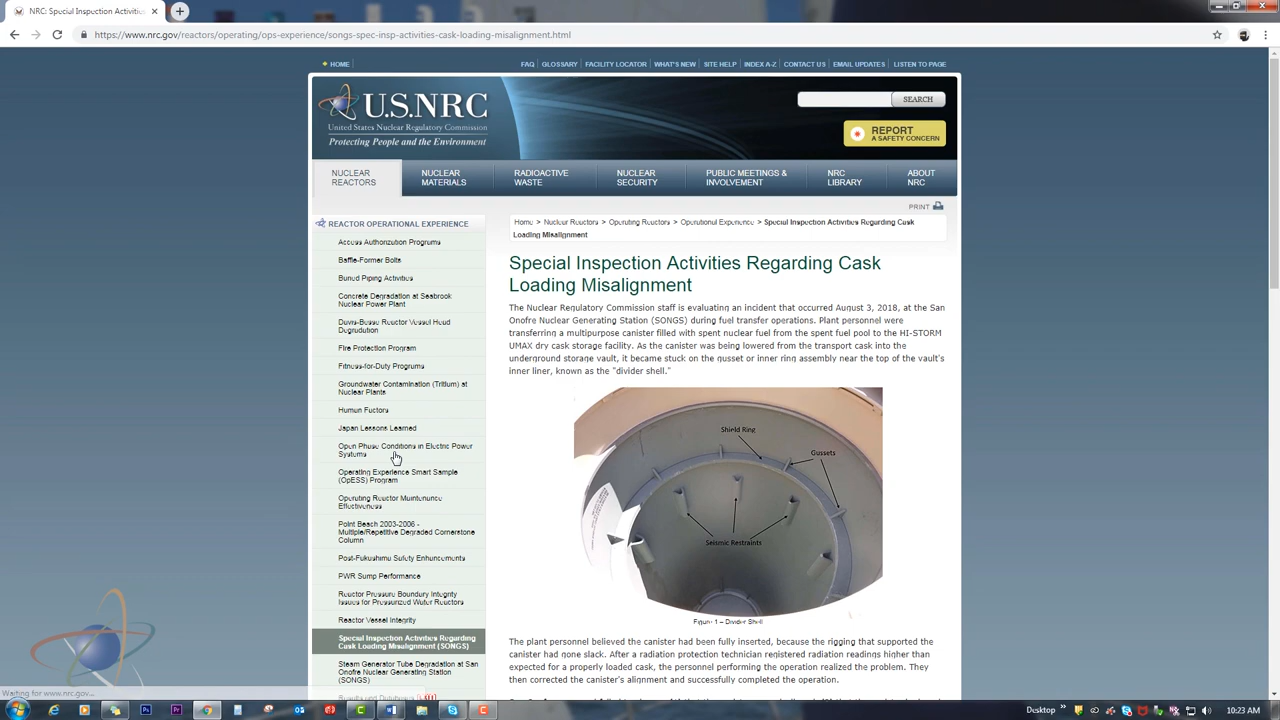 NRC: Special Inspection Activities
https://www.nrc.gov/reactors/operating/ops-experience/songs-spec-insp-activities-cask-loading-misalignment.html
HOME
FAQ GLOSSARY FACILITY LOCATOR WHAT'S NEW SITE HELP INDEX A-Z CONTACT US EMAIL UPDATES LISTEN TO PAGE
U.S.NRC
United States Nuclear Regulatory Commission
Protecting People and the Environment
SEARCH
REPORT
A SAFETY CONCERN
NUCLEAR
REACTORS
NUCLEAR
MATERIALS
RADIOACTIVE
WASTE
NUCLEAR
SECURITY
PUBLIC MEETINGS &
INVOLVEMENT
NRC
LIBRARY
ABOUT
NRC
PRINT
REACTOR OPERATIONAL EXPERIENCE
Access Authorization Programs
Baffle-Former Bolts
Buried Piping Activities
Concrete Degradation at Seabrook
Nuclear Power Plant
Davis-Besse Reactor Vessel Head
Degradation
Fire Protection Program
Fitness-for-Duty Programs
Groundwater Contamination (Tritium) at
Nuclear Plants
Human Factors
Japan Lessons Learned
Open Phase Conditions in Electric Power
Systems
Operating Experience Smart Sample
(OpESS) Program
Operating Reactor Maintenance
Effectiveness
Point Beach 2003-2006 -
Multiple/Repetitive Degraded Cornerstone
Column
Post-Fukushima Safety Enhancements
PWR Sump Performance
Reactor Pressure Boundary Integrity
Issues for Pressurized Water Reactors
Reactor Vessel Integrity
Special Inspection Activities Regarding
Cask Loading Misalignment (SONGS)
Steam Generator Tube Degradation at San
Onofre Nuclear Generating Station
(SONGS)
Home > Nuclear Reactors > Operating Reactors > Operational Experience > Special Inspection Activities Regarding Cask
Loading Misalignment
Special Inspection Activities Regarding Cask
Loading Misalignment
The Nuclear Regulatory Commission staff is evaluating an incident that occurred August 3, 2018, at the San
Onofre Nuclear Generating Station (SONGS) during fuel transfer operations. Plant personnel were
transferring a multipurpose canister filled with spent nuclear fuel from the spent fuel pool to the HI-STORM
UMAX dry cask storage facility. As the canister was being lowered from the transport cask into the
underground storage vault, it became stuck on the gusset or inner ring assembly near the top of the vault's
inner liner, known as the "divider shell."
Shield Ring
Gussets
Seismic Restraints
Figure 1 – Divider Shell
The plant personnel believed the canister had been fully inserted, because the rigging that supported the
canister had gone slack. After a radiation protection technician registered radiation readings higher than
expected for a properly loaded cask, the personnel performing the operation realized the problem. They
then corrected the canister's alignment and successfully completed the operation.
Waiting for www.nrc.gov...
Desktop
10:23 AM